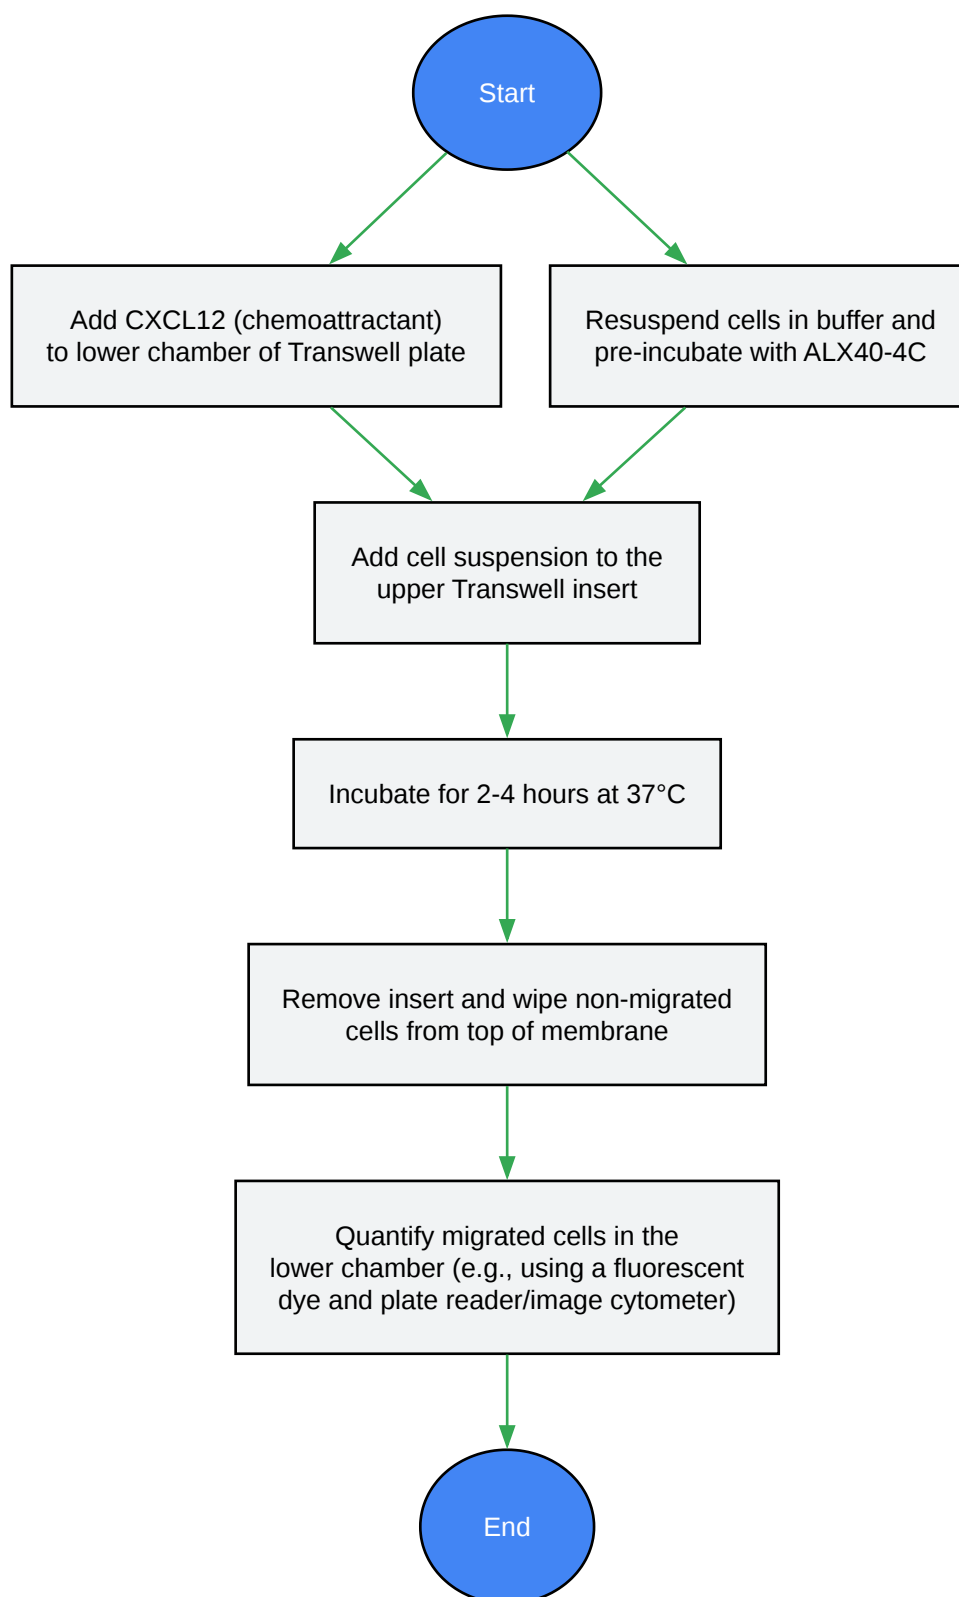 Start
Add CXCL12 (chemoattractant)
to lower chamber of Transwell plate
Resuspend cells in buffer and
pre-incubate with ALX40-4C
Add cell suspension to the
upper Transwell insert
Incubate for 2-4 hours at 37°C
Remove insert and wipe non-migrated
cells from top of membrane
Quantify migrated cells in the
lower chamber (e.g., using a fluorescent
dye and plate reader/image cytometer)
End